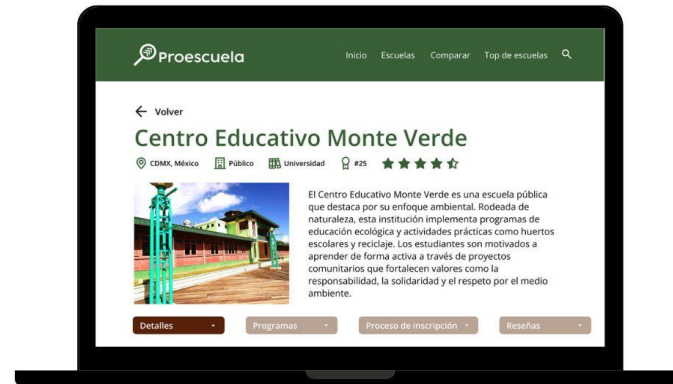 Proescuela
Inicio Escuelas Comparar Top de escuelas
Volver
Centro Educativo Monte Verde
CDMX, México Público Universidad #25
El Centro Educativo Monte Verde es una escuela pública
que destaca por su enfoque ambiental. Rodeada de
naturaleza, esta institución implementa programas de
educación ecológica y actividades prácticas como huertos
escolares y reciclaje. Los estudiantes son motivados a
aprender de forma activa a través de proyectos
comunitarios que fortalecen valores como la
responsabilidad, la solidaridad y el respeto por el medio
ambiente.
Detalles Programas Proceso de inscripción Reseñas